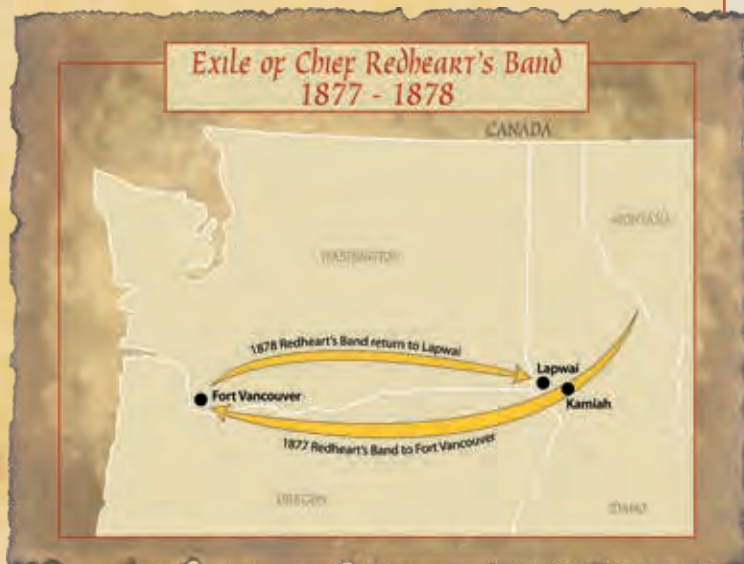 Exile of Chief Redheart's Band
1877 - 1878
CANADA
MONTANA
WASHINGTON
1878 Redheart's Band return to Lapwai
Lapwai
Fort Vancouver
Kamiah
1877 Redheart's Band to Fort Vancouver
OREGON
IDAHO